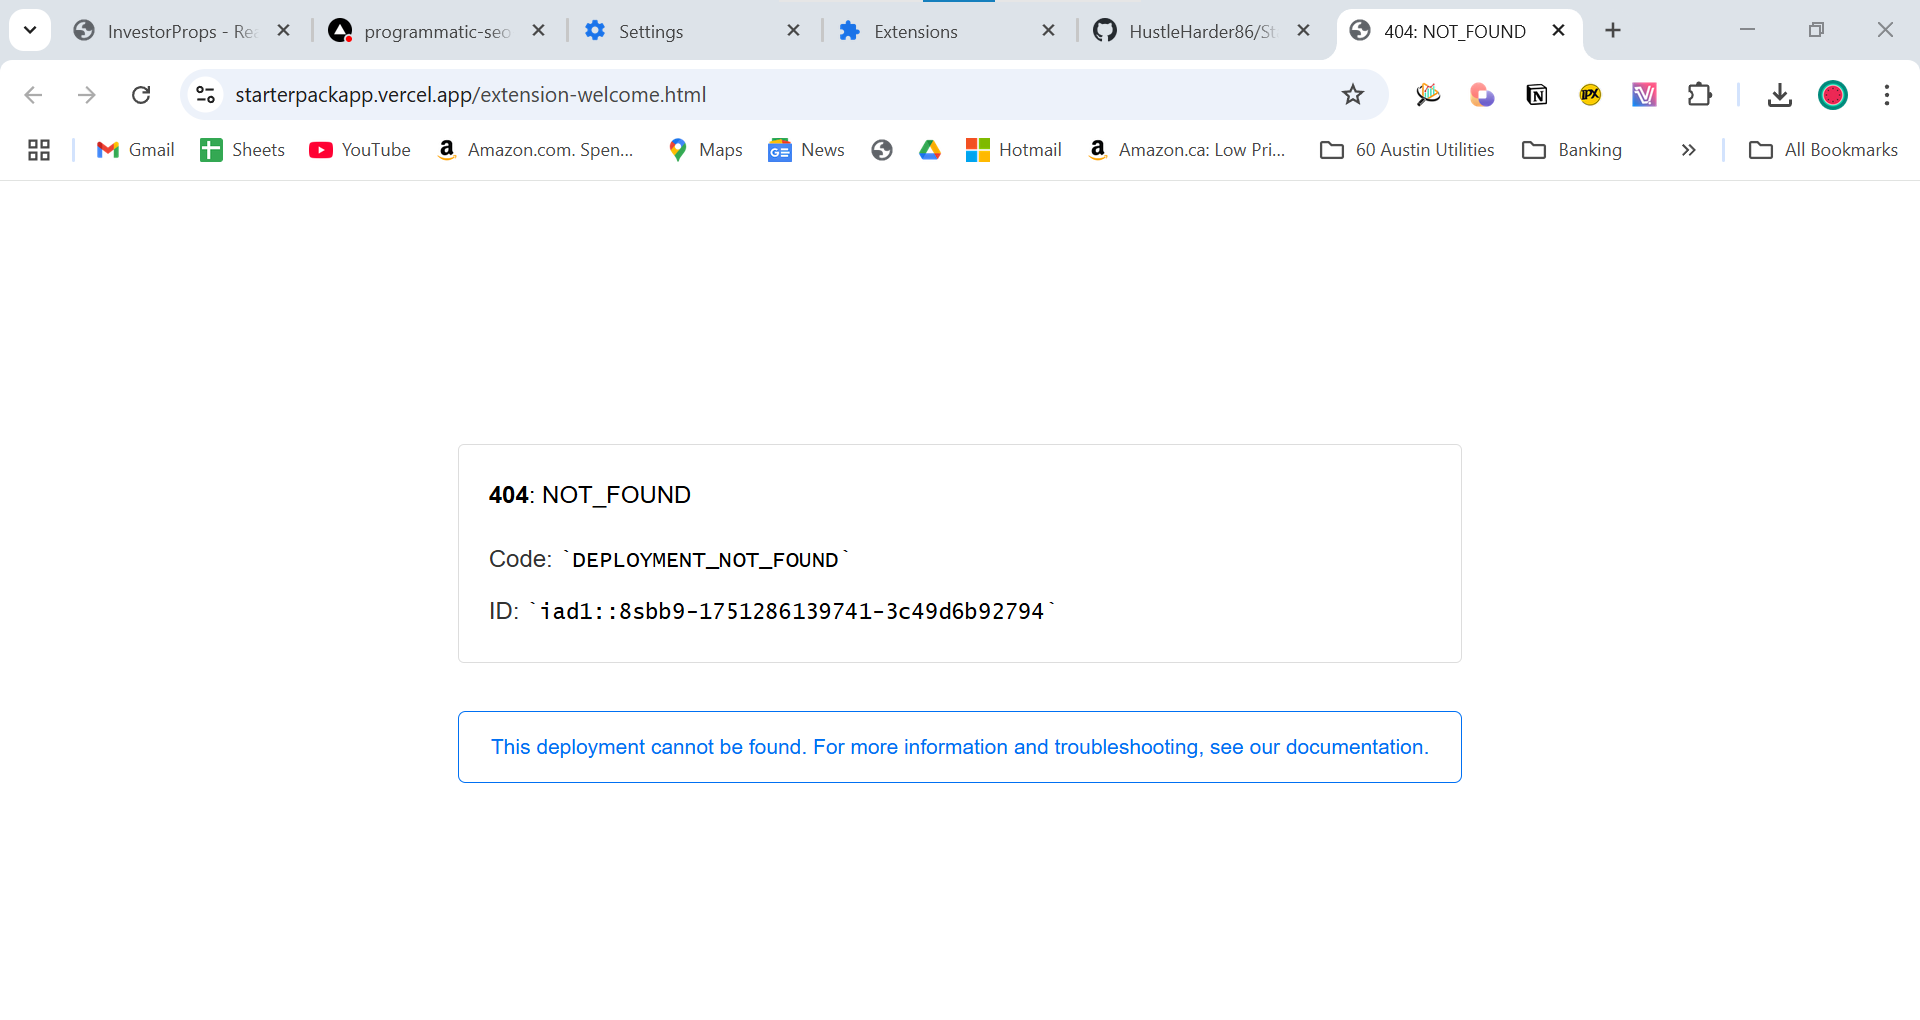 InvestorProps - Rea
programmatic-seo
Settings
Extensions
HustleHarder86/St
404: NOT_FOUND
starterpackapp.vercel.app/extension-welcome.html
Gmail
Sheets
YouTube
Amazon.com. Spen...
Maps
News
Hotmail
Amazon.ca: Low Pri...
60 Austin Utilities
Banking
All Bookmarks
404: NOT_FOUND
Code: `DEPLOYMENT_NOT_FOUND`
ID: `iad1::8sbb9-1751286139741-3c49d6b92794`
This deployment cannot be found. For more information and troubleshooting, see our documentation.